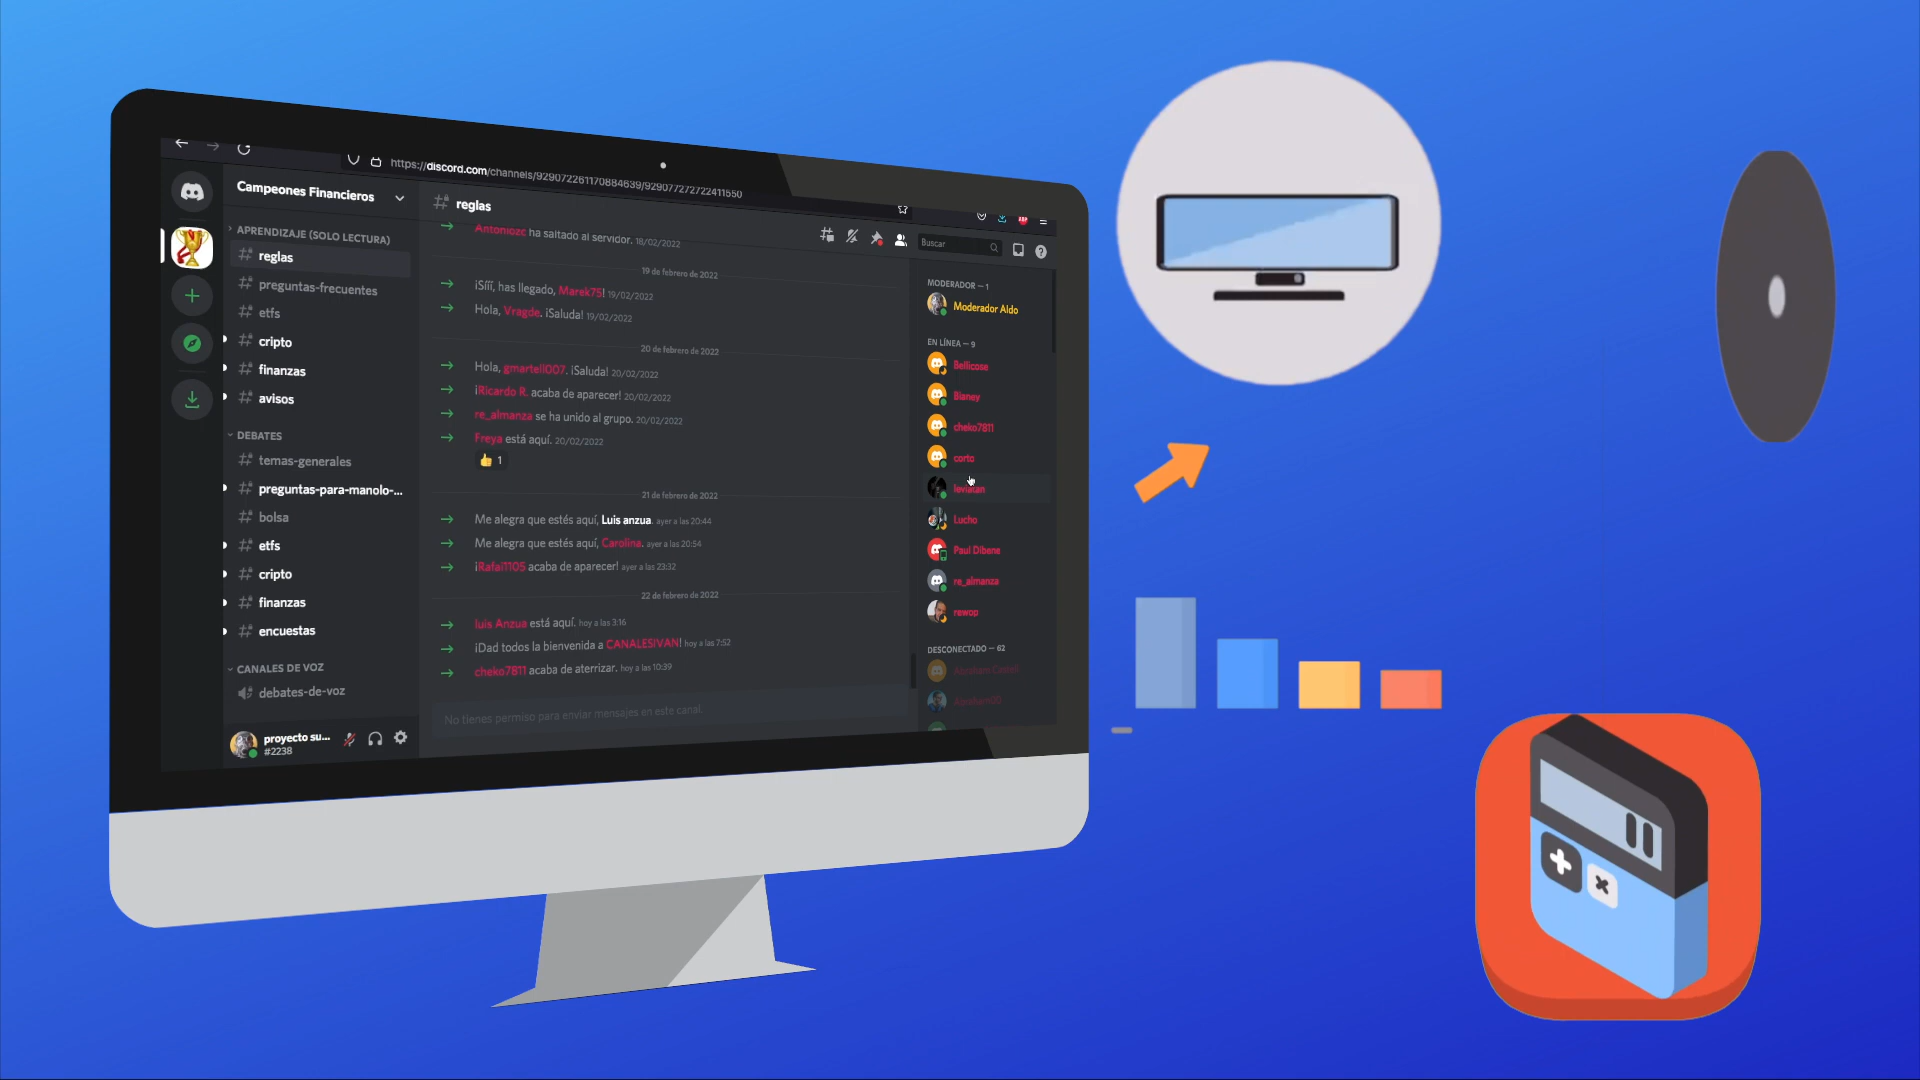 https://discord.com/channels/929072261170884639/929077272722411550
Campeones Financieros
APRENDIZAJE (SOLO LECTURA)
reglas
preguntas-frecuentes
etfs
cripto
finanzas
avisos
DEBATES
temas-generales
preguntas-para-manolo-...
bolsa
etfs
cripto
finanzas
encuestas
CANALES DE VOZ
debates-de-voz
proyecto su...
#2238
reglas
Buscar
Antoniozc ha saltado al servidor. 18/02/2022
19 de febrero de 2022
¡Sííí, has llegado, Marek75! 19/02/2022
Hola, Vragde. ¡Saluda! 19/02/2022
20 de febrero de 2022
Hola, gmartell007. ¡Saluda! 20/02/2022
¡Ricardo R. acaba de aparecer! 20/02/2022
re_almanza se ha unido al grupo. 20/02/2022
Freya está aquí. 20/02/2022
1
21 de febrero de 2022
Me alegra que estés aquí, Luis anzua. ayer a las 20:44
Me alegra que estés aquí, Carolina. ayer a las 20:54
¡Rafa1105 acaba de aparecer! ayer a las 23:32
22 de febrero de 2022
luis Anzua está aquí. hoy a las 3:16
¡Dad todos la bienvenida a CANALESIVAN! hoy a las 7:52
cheko7811 acaba de aterrizar. hoy a las 10:39
No tienes permiso para enviar mensajes en este canal.
MODERADOR — 1
Moderador Aldo
EN LÍNEA — 9
Bellicose
Bianey
cheko7811
corto
leviatan
Lucho
Paul Dibene
re_almanza
rewop
DESCONECTADO — 62